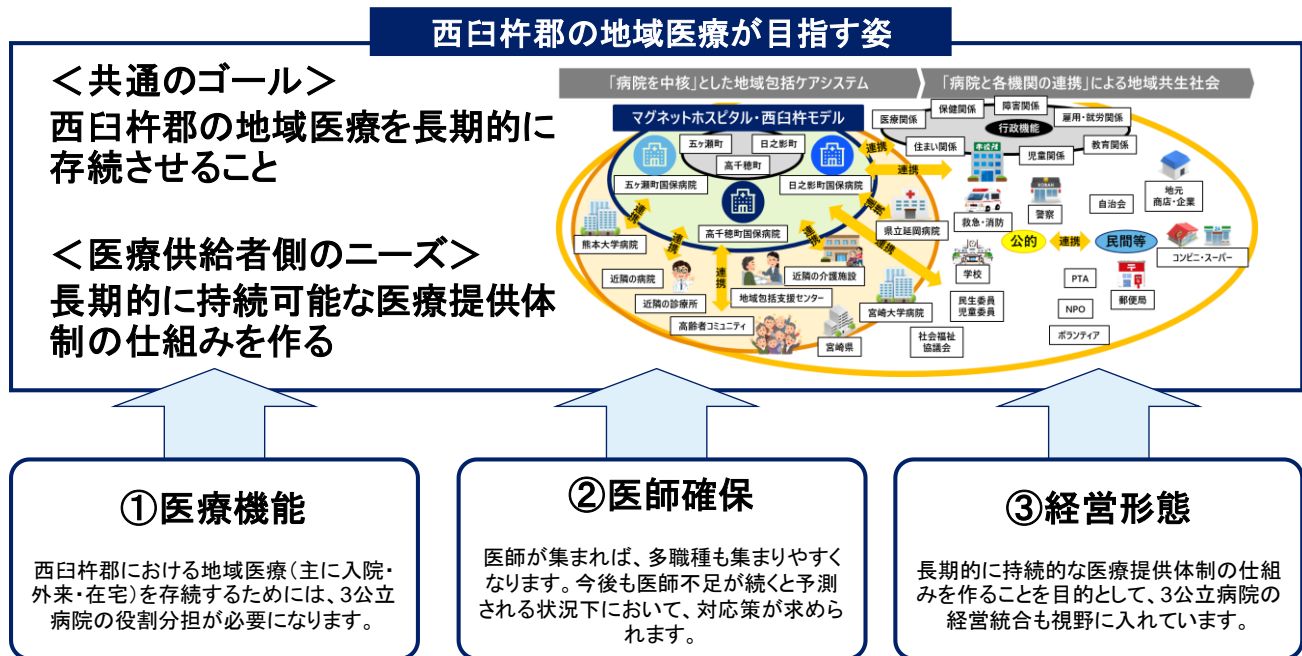 西臼杵郡の地域医療が目指す姿
＜共通のゴール＞
西臼杵郡の地域医療を長期的に
存続させること
＜医療供給者側のニーズ＞
長期的に持続可能な医療提供体
制の仕組みを作る
「病院を中核」とした地域包括ケアシステム
「病院と各機関の連携」による地域共生社会
マグネットホスピタル・西臼杵モデル
五ヶ瀬町
日之影町
高千穂町
五ヶ瀬町国保病院
日之影町国保病院
高千穂町国保病院
連携
連携
連携
連携
連携
連携
連携
連携
熊本大学病院
近隣の病院
近隣の診療所
高齢者コミュニティ
地域包括支援センター
近隣の介護施設
県立延岡病院
宮崎大学病院
宮崎県
医療関係
保健関係
障害関係
雇用・就労関係
行政機能
住まい関係
児童関係
教育関係
市役所
救急・消防
KOBAN
警察
自治会
地元
商店・企業
公的
連携
民間等
コンビニ・スーパー
学校
民生委員
児童委員
社会福祉
協議会
PTA
NPO
ボランティア
郵便局
①医療機能
西臼杵郡における地域医療（主に入院・
外来・在宅）を存続するためには、3公立
病院の役割分担が必要になります。
②医師確保
医師が集まれば、多職種も集まりやすく
なります。今後も医師不足が続くと予測
される状況下において、対応策が求めら
れます。
③経営形態
長期的に持続的な医療提供体制の仕組
みを作ることを目的として、3公立病院の
経営統合も視野に入れています。